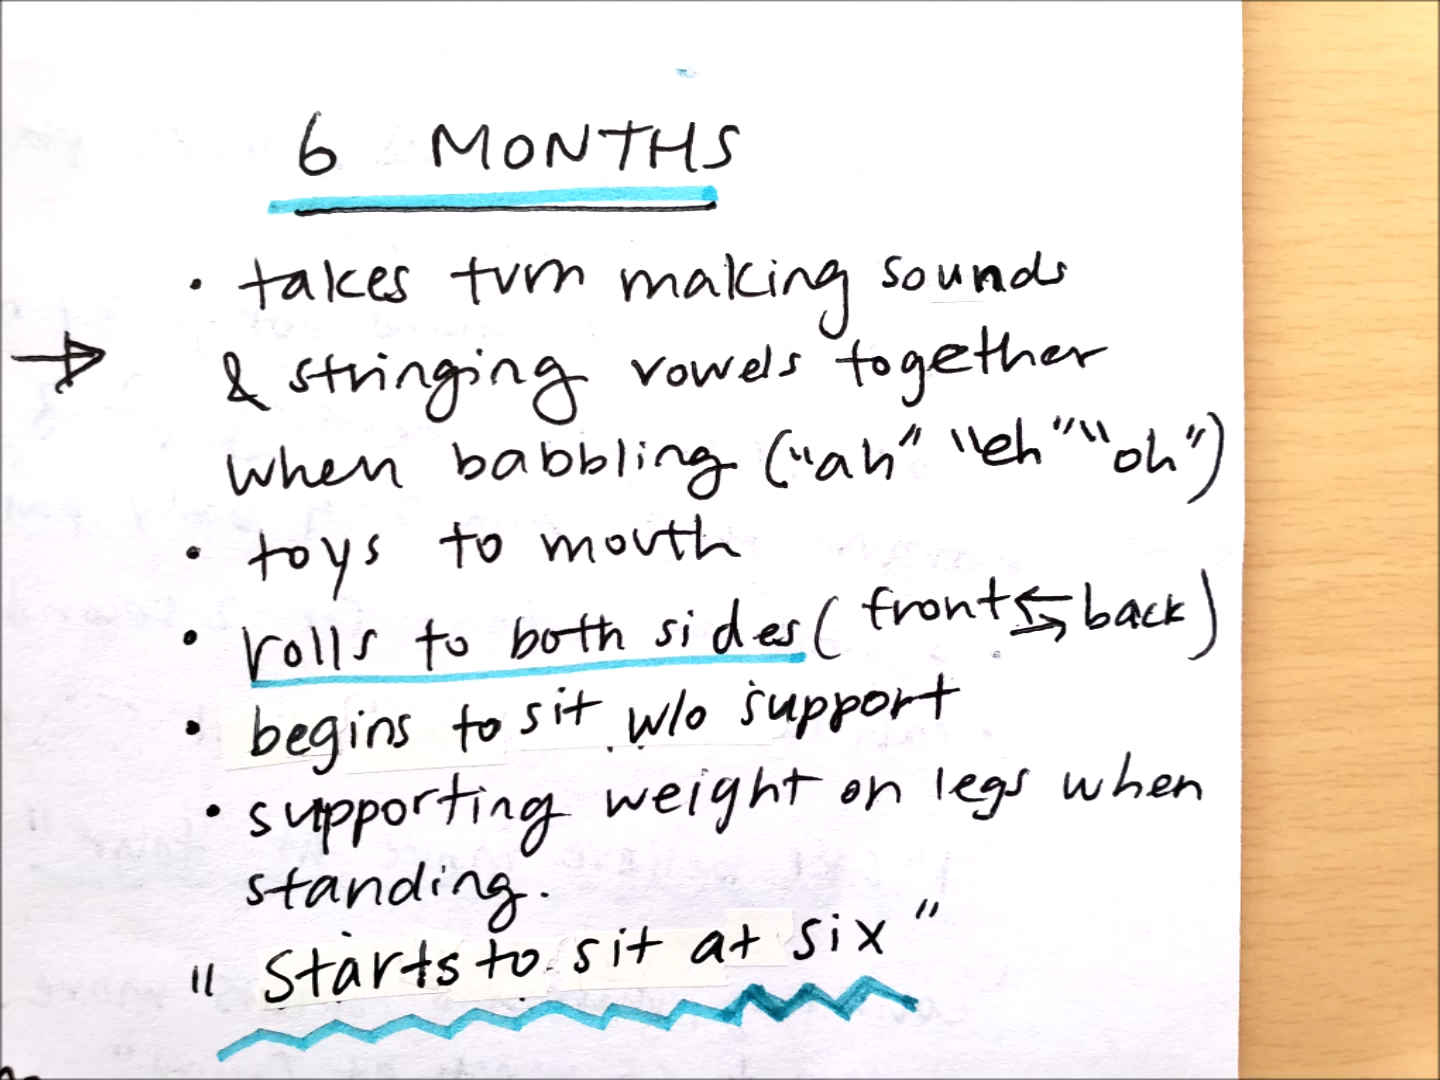 6 MONTHS
• takes turn making sounds
→ & stringing vowels together
when babbling ("ah" "eh" "oh")
• toys to mouth
• rolls to both sides (front ⇆ back)
• begins to sit w/o support
• supporting weight on legs when
standing.
"Starts to sit at six"